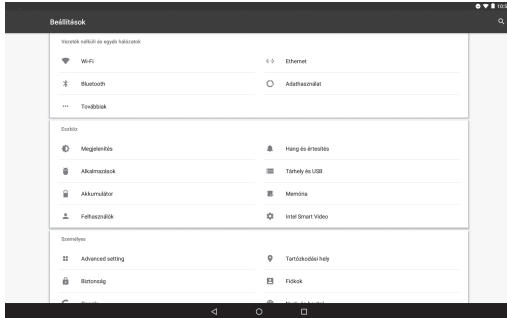 Beállítások
Vezeték nélküli és egyéb hálózatok
Wi-Fi
Ethernet
Bluetooth
Adathasználat
Továbbiak
Eszköz
Megjelenítés
Hang és értesítés
Alkalmazások
Tárhely és USB
Akkumulátor
Memória
Felhasználók
Intel Smart Video
Személyes
Advanced setting
Tartózkodási hely
Biztonság
Fiókok